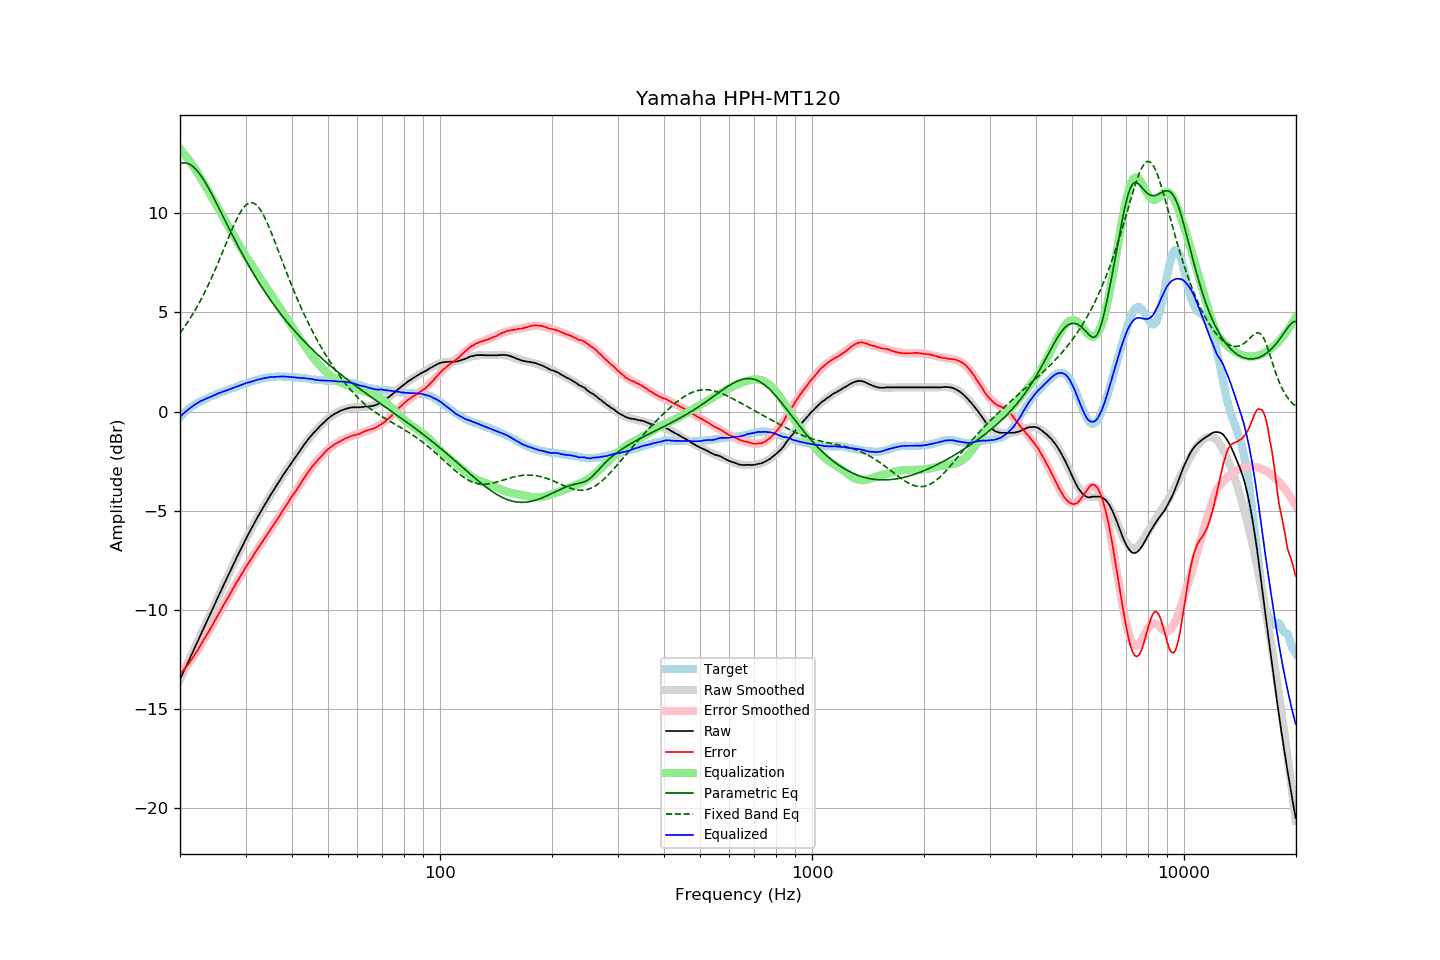 Yamaha HPH-MT120
Amplitude (dBr)
10
5
0
−5
−10
−15
−20
Target
Raw Smoothed
Error Smoothed
Raw
Error
Equalization
Parametric Eq
Fixed Band Eq
Equalized
100
1000
10000
Frequency (Hz)